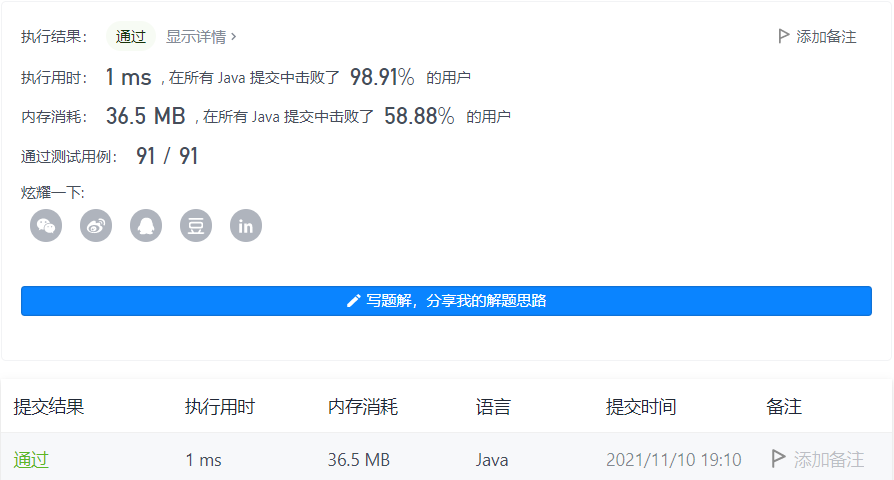 执行结果： 通过 显示详情 > 添加备注
执行用时： 1 ms , 在所有 Java 提交中击败了 98.91% 的用户
内存消耗： 36.5 MB , 在所有 Java 提交中击败了 58.88% 的用户
通过测试用例： 91 / 91
炫耀一下:
豆 in
写题解，分享我的解题思路
提交结果 执行用时 内存消耗 语言 提交时间 备注
通过 1 ms 36.5 MB Java 2021/11/10 19:10 添加备注